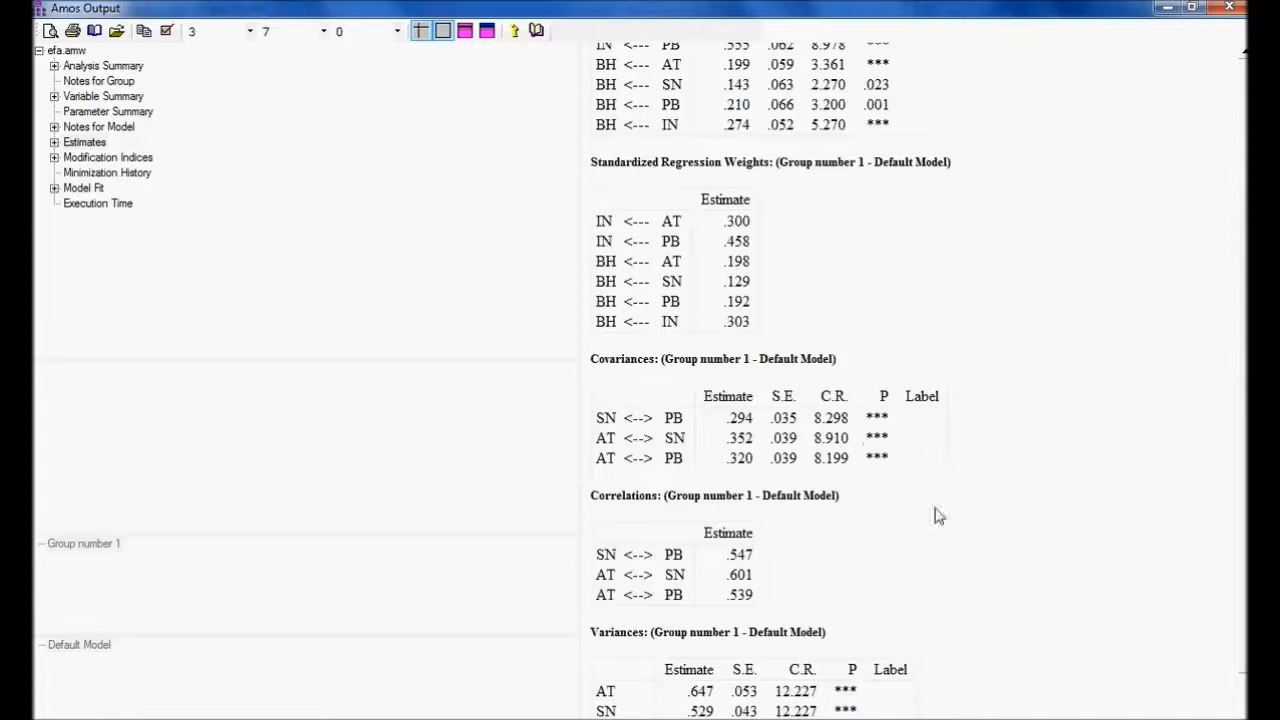 Amos Output
3 7 0
efa.amw
Analysis Summary
Notes for Group
Variable Summary
Parameter Summary
Notes for Model
Estimates
Modification Indices
Minimization History
Model Fit
Execution Time
Group number 1
Default Model
IN <--- PB .555 .062 8.978 ***
BH <--- AT .199 .059 3.361 ***
BH <--- SN .143 .063 2.270 .023
BH <--- PB .210 .066 3.200 .001
BH <--- IN .274 .052 5.270 ***
Standardized Regression Weights: (Group number 1 - Default Model)
Estimate
IN <--- AT .300
IN <--- PB .458
BH <--- AT .198
BH <--- SN .129
BH <--- PB .192
BH <--- IN .303
Covariances: (Group number 1 - Default Model)
Estimate S.E. C.R. P Label
SN <--> PB .294 .035 8.298 ***
AT <--> SN .352 .039 8.910 ***
AT <--> PB .320 .039 8.199 ***
Correlations: (Group number 1 - Default Model)
Estimate
SN <--> PB .547
AT <--> SN .601
AT <--> PB .539
Variances: (Group number 1 - Default Model)
Estimate S.E. C.R. P Label
AT .647 .053 12.227 ***
SN .529 .043 12.227 ***